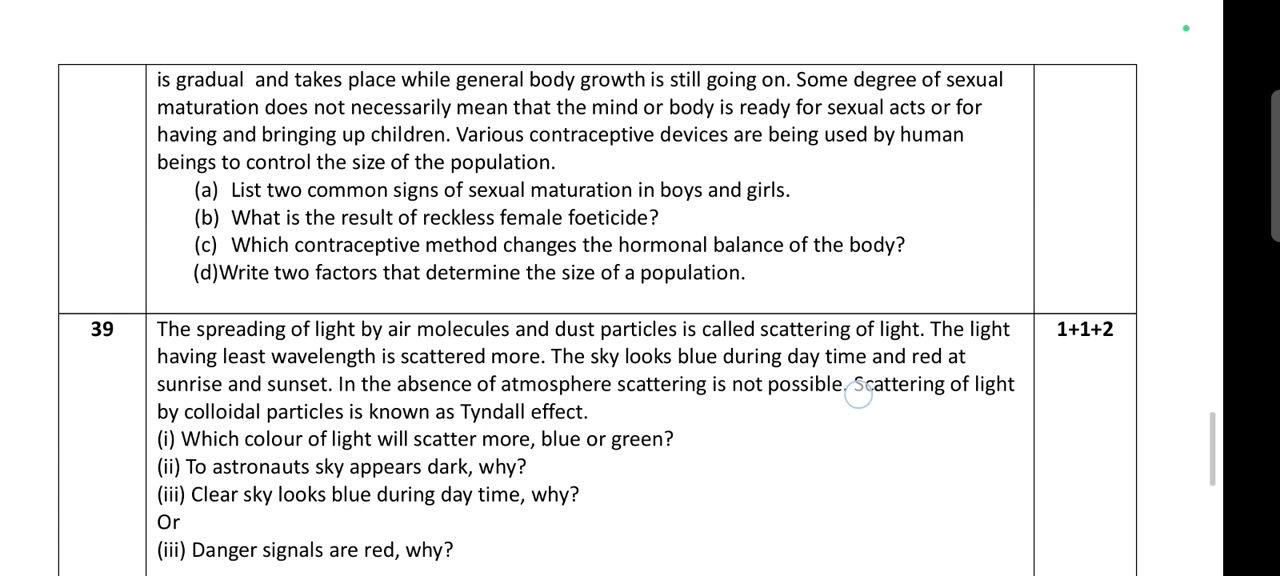 is gradual and takes place while general body growth is still going on. Some degree of sexual
maturation does not necessarily mean that the mind or body is ready for sexual acts or for
having and bringing up children. Various contraceptive devices are being used by human
beings to control the size of the population.
(a) List two common signs of sexual maturation in boys and girls.
(b) What is the result of reckless female foeticide?
(c) Which contraceptive method changes the hormonal balance of the body?
(d)Write two factors that determine the size of a population.
39 The spreading of light by air molecules and dust particles is called scattering of light. The light 1+1+2
having least wavelength is scattered more. The sky looks blue during day time and red at
sunrise and sunset. In the absence of atmosphere scattering is not possible. Scattering of light
by colloidal particles is known as Tyndall effect.
(i) Which colour of light will scatter more, blue or green?
(ii) To astronauts sky appears dark, why?
(iii) Clear sky looks blue during day time, why?
Or
(iii) Danger signals are red, why?